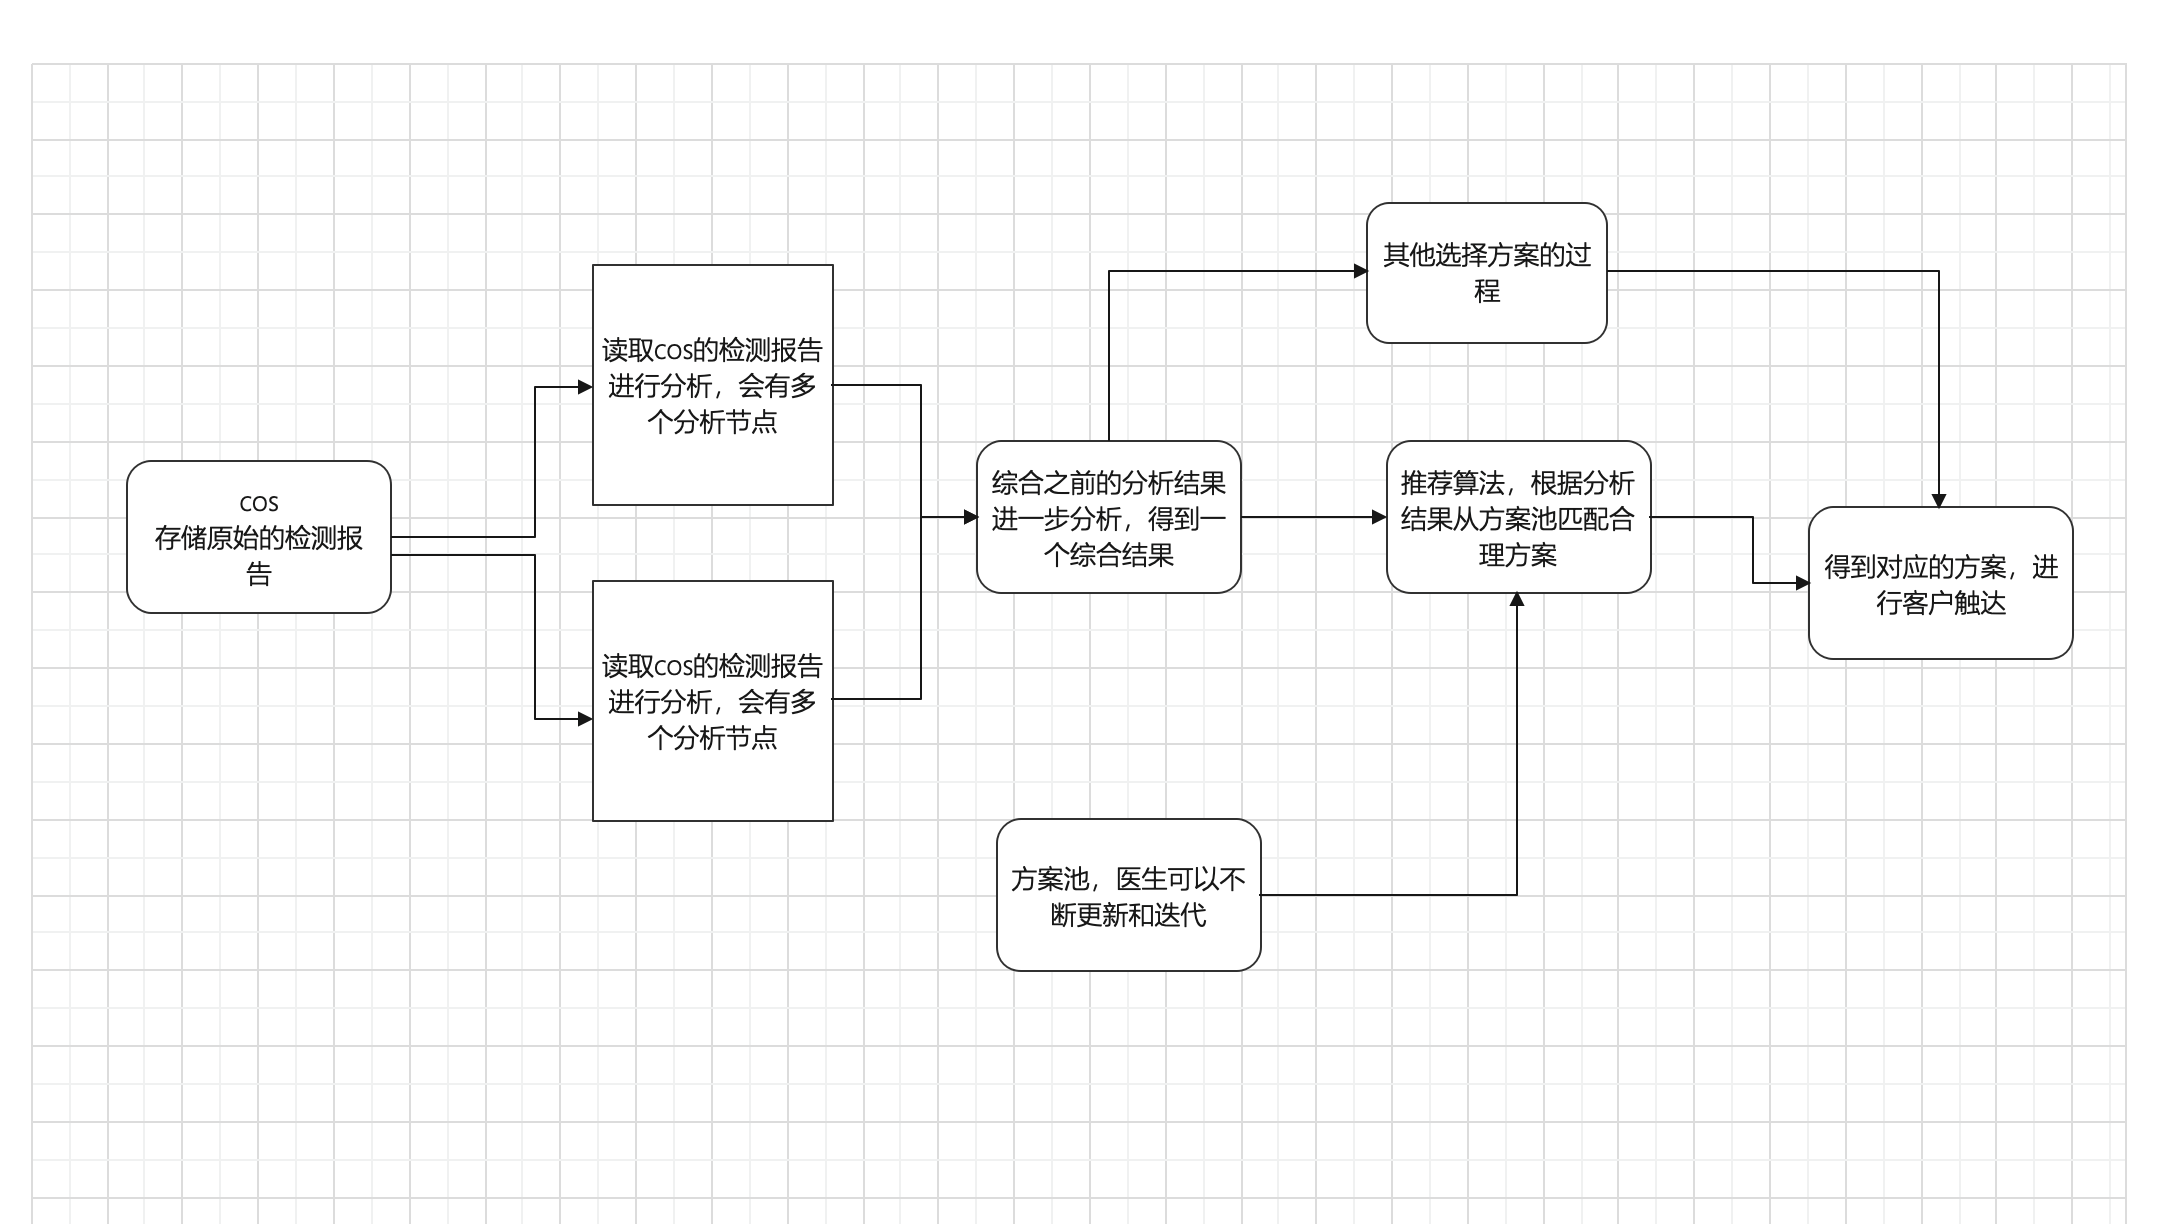 COS
存储原始的检测报
告
读取COS的检测报告
进行分析，会有多
个分析节点
读取COS的检测报告
进行分析，会有多
个分析节点
综合之前的分析结果
进一步分析，得到一
个综合结果
其他选择方案的过
程
推荐算法，根据分析
结果从方案池匹配合
理方案
方案池，医生可以不
断更新和迭代
得到对应的方案，进
行客户触达